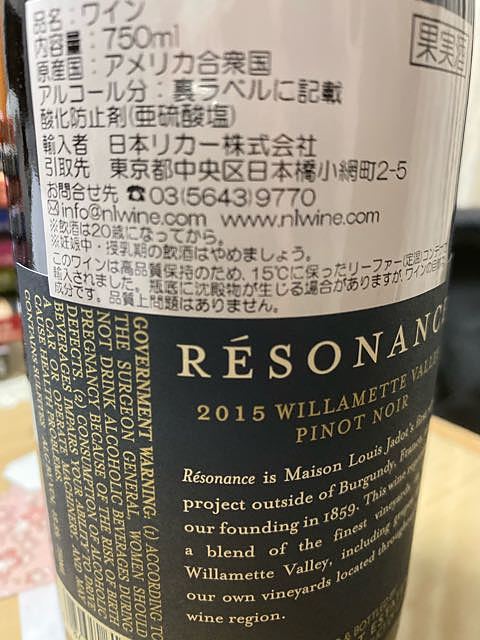 品名：ワイン
内容量：750ml
果実酒
原産国：アメリカ合衆国
アルコール分：裏ラベルに記載
酸化防止剤(亜硫酸塩)
輸入者 日本リカー株式会社
引取先 東京都中央区日本橋小網町2-5
お問合せ先 ☎03(5643)9770
✉info@nlwine.com www.nlwine.com
※飲酒は20歳になってから。
※妊娠中・授乳期の飲酒はやめましょう。
このワインは高品質保持のため、15℃に保ったリーファー(定温)コンテナー
輸入されました。瓶底に沈殿物が生じる場合がありますが、ワインの
成分です。品質上問題はありません。
RÉSONANC
2015 WILLAMETTE VALLEY
PINOT NOIR
Résonance is Maison Louis Jadot's first
project outside of Burgundy, France,
our founding in 1859. This wine
a blend of the finest vineyards
Willamette Valley, including
our own vineyards located
wine region.
GOVERNMENT WARNING: (1) ACCORDING TO
THE SURGEON GENERAL, WOMEN SHOULD
NOT DRINK ALCOHOLIC BEVERAGES DURING
PREGNANCY BECAUSE OF THE RISK OF BIRTH
DEFECTS. (2) CONSUMPTION OF ALCOHOLIC
BEVERAGES IMPAIRS YOUR ABILITY TO DRIVE
A CAR OR OPERATE MACHINERY, AND MAY
CAUSE HEALTH PROBLEMS.
CONTAINS SULFITES